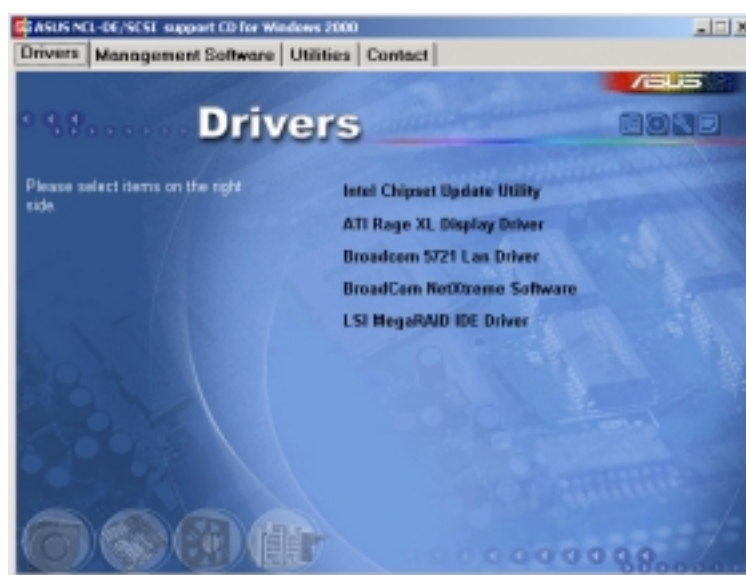 ASUS NCL-DE/SCSI support CD for Windows 2000
Drivers Management Software Utilities Contact
ASUS
Drivers
Please select items on the right
side.
Intel Chipset Update Utility
ATI Rage XL Display Driver
Broadcom 5721 Lan Driver
BroadCom NetXtreme Software
LSI MegaRAID IDE Driver